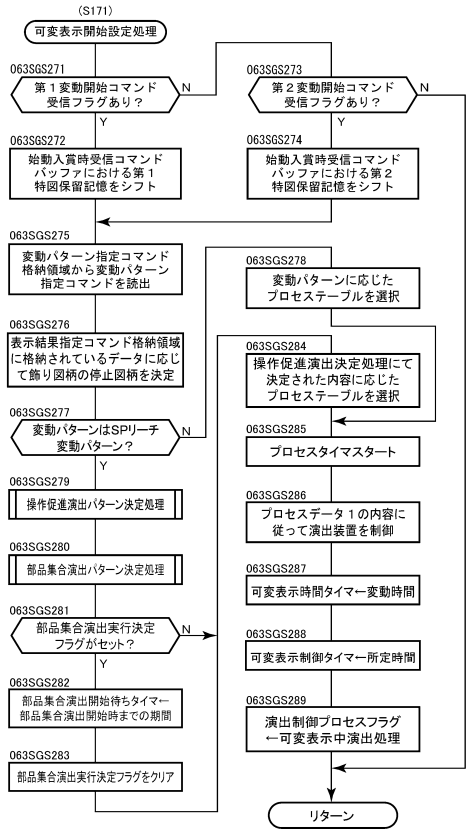 (S171)
可変表示開始設定処理
063SGS271
第1変動開始コマンド
受信フラグあり?
N
Y
063SGS272
始動入賞時受信コマンド
バッファにおける第1
特図保留記憶をシフト
063SGS273
第2変動開始コマンド
受信フラグあり?
N
Y
063SGS274
始動入賞時受信コマンド
バッファにおける第2
特図保留記憶をシフト
063SGS275
変動パターン指定コマンド
格納領域から変動パターン
指定コマンドを読出
063SGS276
表示結果指定コマンド格納領域
に格納されているデータに応じ
て飾り図柄の停止図柄を決定
063SGS277
変動パターンはSPリーチ
変動パターン?
N
Y
063SGS278
変動パターンに応じた
プロセステーブルを選択
063SGS279
操作促進演出パターン決定処理
063SGS280
部品集合演出パターン決定処理
063SGS281
部品集合演出実行決定
フラグがセット?
N
Y
063SGS282
部品集合演出開始待ちタイマ←
部品集合演出開始時までの期間
063SGS283
部品集合演出実行決定フラグをクリア
063SGS284
操作促進演出決定処理にて
決定された内容に応じた
プロセステーブルを選択
063SGS285
プロセスタイマスタート
063SGS286
プロセスデータ1の内容に
従って演出装置を制御
063SGS287
可変表示時間タイマ←変動時間
063SGS288
可変表示制御タイマ←所定時間
063SGS289
演出制御プロセスフラグ
←可変表示中演出処理
リターン